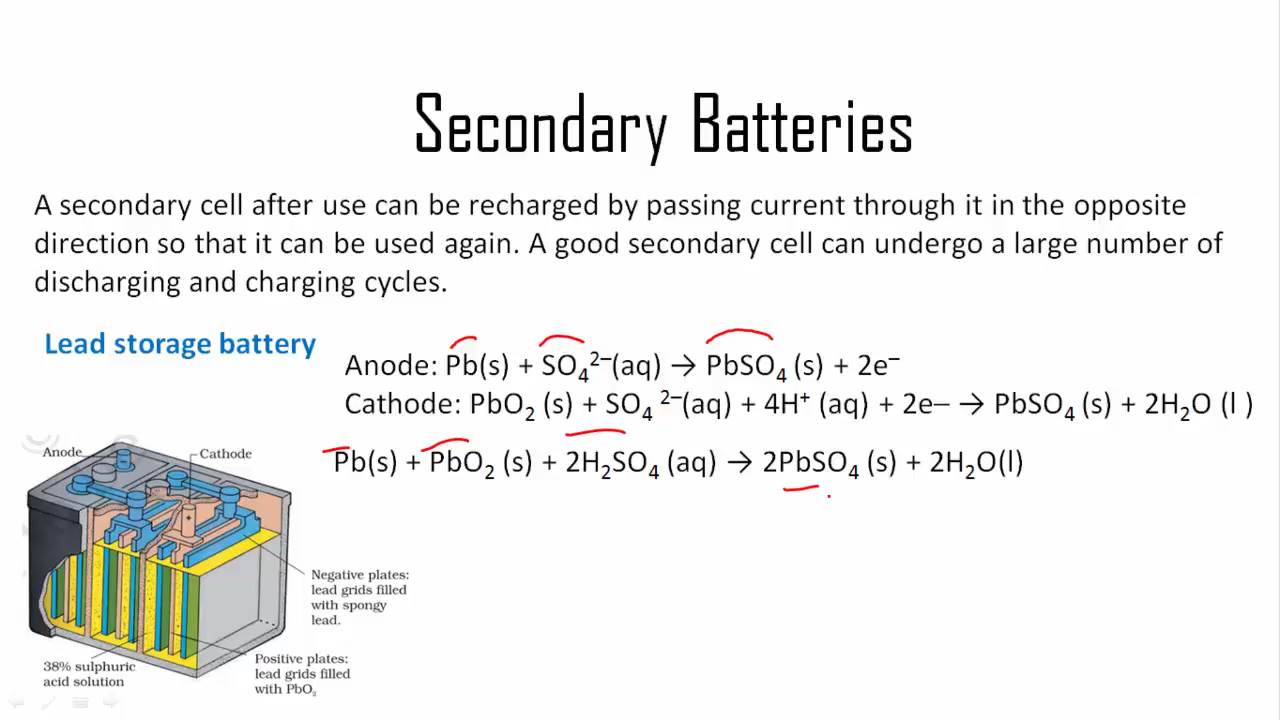 Secondary Batteries
A secondary cell after use can be recharged by passing current through it in the opposite
direction so that it can be used again. A good secondary cell can undergo a large number of
discharging and charging cycles.
Lead storage battery
Anode: Pb(s) + SO₄²⁻(aq) → PbSO₄ (s) + 2e⁻
Cathode: PbO₂ (s) + SO₄ ²⁻(aq) + 4H⁺ (aq) + 2e– → PbSO₄ (s) + 2H₂O (l )
Pb(s) + PbO₂ (s) + 2H₂SO₄ (aq) → 2PbSO₄ (s) + 2H₂O(l)
Anode
Cathode
+
Negative plates:
lead grids filled
with spongy
lead.
38% sulphuric
acid solution
Positive plates:
lead grids filled
with PbO₂